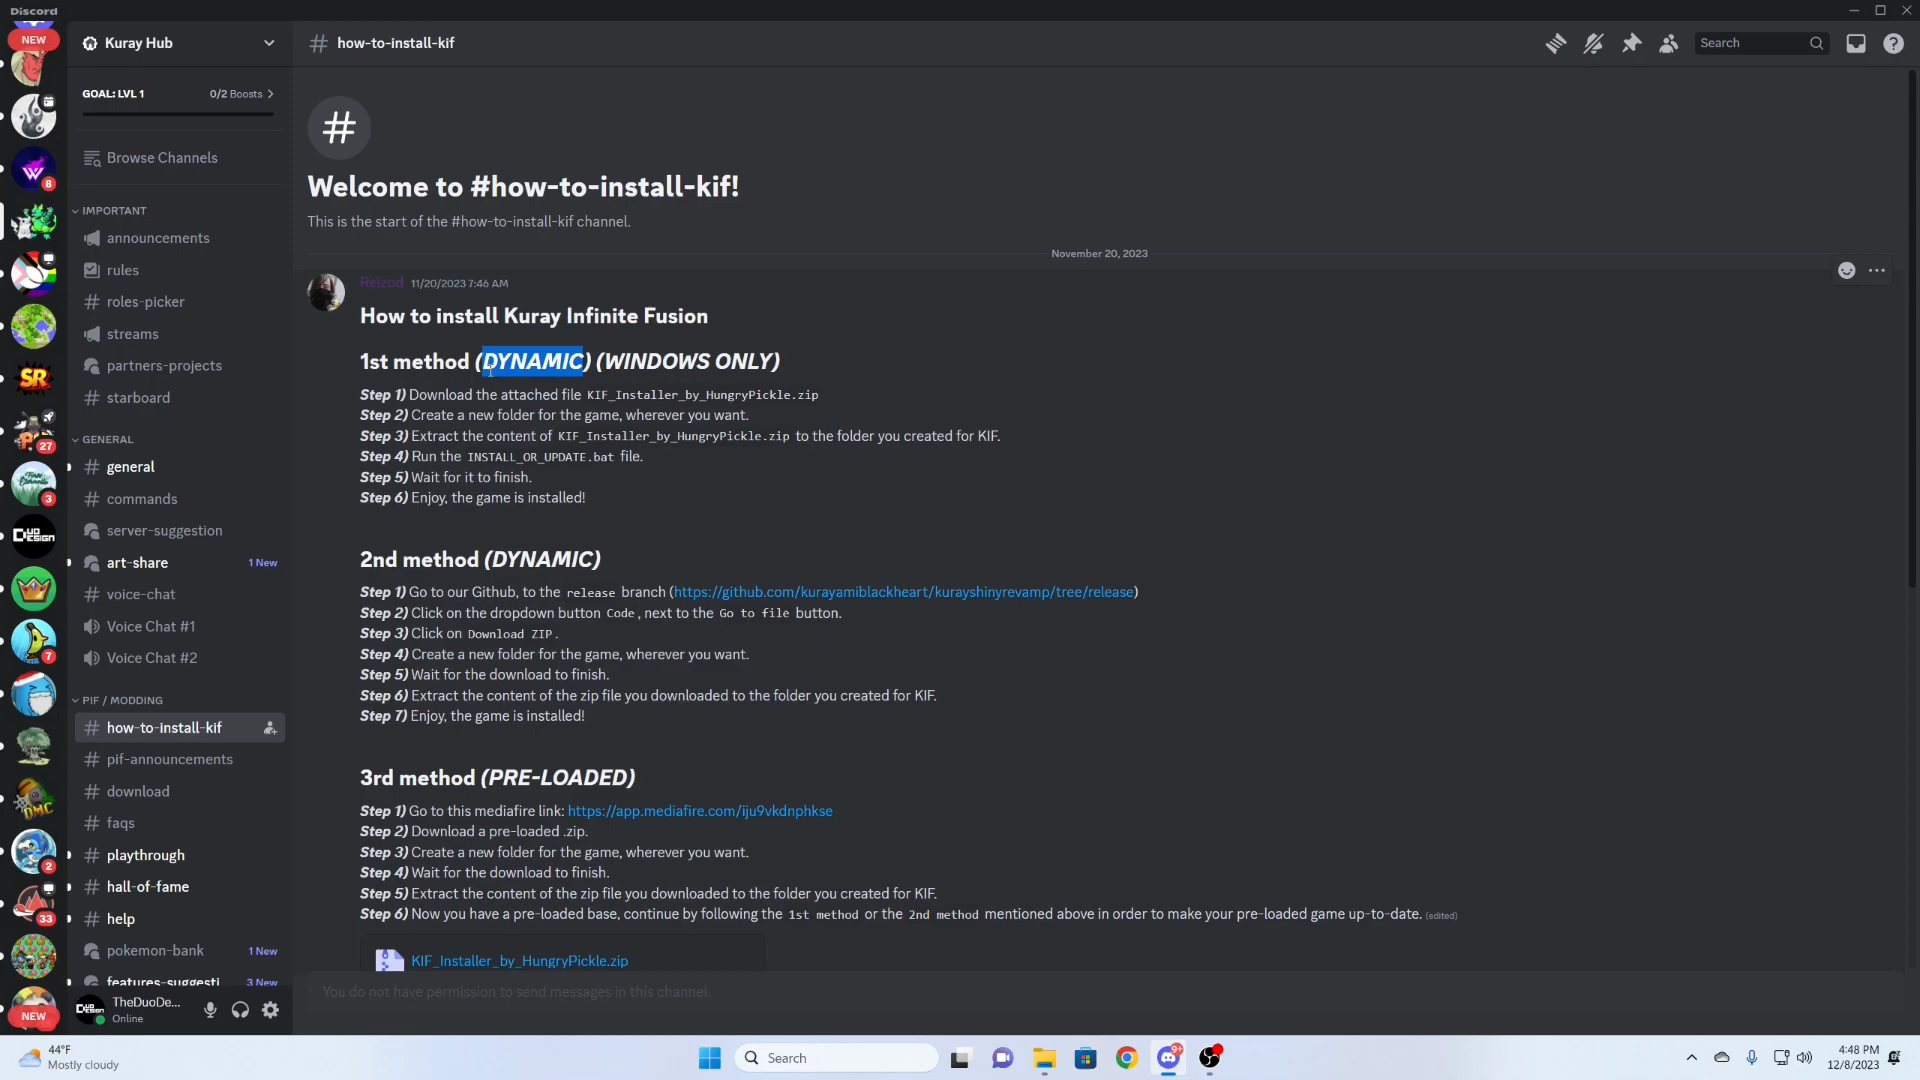 Discord
NEW
Kuray Hub
how-to-install-kif
Search
GOAL: LVL 1
0/2 Boosts
Browse Channels
IMPORTANT
announcements
rules
roles-picker
streams
partners-projects
starboard
GENERAL
general
commands
server-suggestion
art-share
1 New
voice-chat
Voice Chat #1
Voice Chat #2
PIF / MODDING
how-to-install-kif
pif-announcements
download
faqs
playthrough
hall-of-fame
help
pokemon-bank
1 New
features-suggesti
3 New
TheDuoDe...
Online
8
SR
27
3
DUO DESIGN
7
DMC
2
33
NEW
Welcome to #how-to-install-kif!
This is the start of the #how-to-install-kif channel.
November 20, 2023
Reizod 11/20/2023 7:46 AM
How to install Kuray Infinite Fusion
1st method (DYNAMIC) (WINDOWS ONLY)
Step 1) Download the attached file KIF_Installer_by_HungryPickle.zip
Step 2) Create a new folder for the game, wherever you want.
Step 3) Extract the content of KIF_Installer_by_HungryPickle.zip to the folder you created for KIF.
Step 4) Run the INSTALL_OR_UPDATE.bat file.
Step 5) Wait for it to finish.
Step 6) Enjoy, the game is installed!
2nd method (DYNAMIC)
Step 1) Go to our Github, to the release branch (https://github.com/kurayamiblackheart/kurayshinyrevamp/tree/release)
Step 2) Click on the dropdown button Code, next to the Go to file button.
Step 3) Click on Download ZIP.
Step 4) Create a new folder for the game, wherever you want.
Step 5) Wait for the download to finish.
Step 6) Extract the content of the zip file you downloaded to the folder you created for KIF.
Step 7) Enjoy, the game is installed!
3rd method (PRE-LOADED)
Step 1) Go to this mediafire link: https://app.mediafire.com/iju9vkdnphkse
Step 2) Download a pre-loaded .zip.
Step 3) Create a new folder for the game, wherever you want.
Step 4) Wait for the download to finish.
Step 5) Extract the content of the zip file you downloaded to the folder you created for KIF.
Step 6) Now you have a pre-loaded base, continue by following the 1st method or the 2nd method mentioned above in order to make your pre-loaded game up-to-date. (edited)
KIF_Installer_by_HungryPickle.zip
You do not have permission to send messages in this channel.
44°F
Mostly cloudy
Search
9+
4:48 PM
12/8/2023